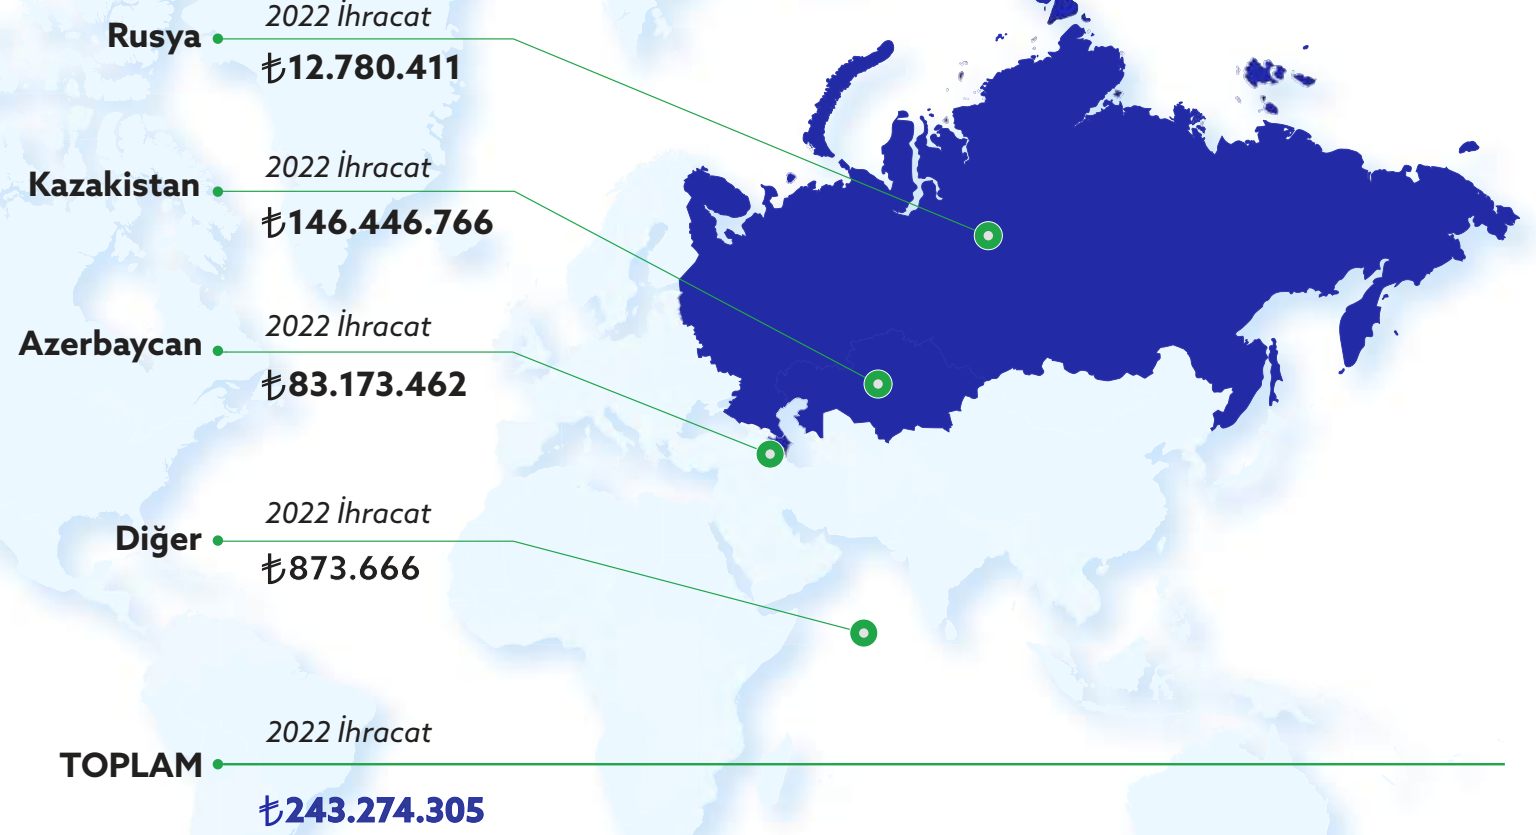 2022 İhracat
Rusya
₺12.780.411
2022 İhracat
Kazakistan
₺146.446.766
2022 İhracat
Azerbaycan
₺83.173.462
2022 İhracat
Diğer
₺873.666
2022 İhracat
TOPLAM
₺243.274.305